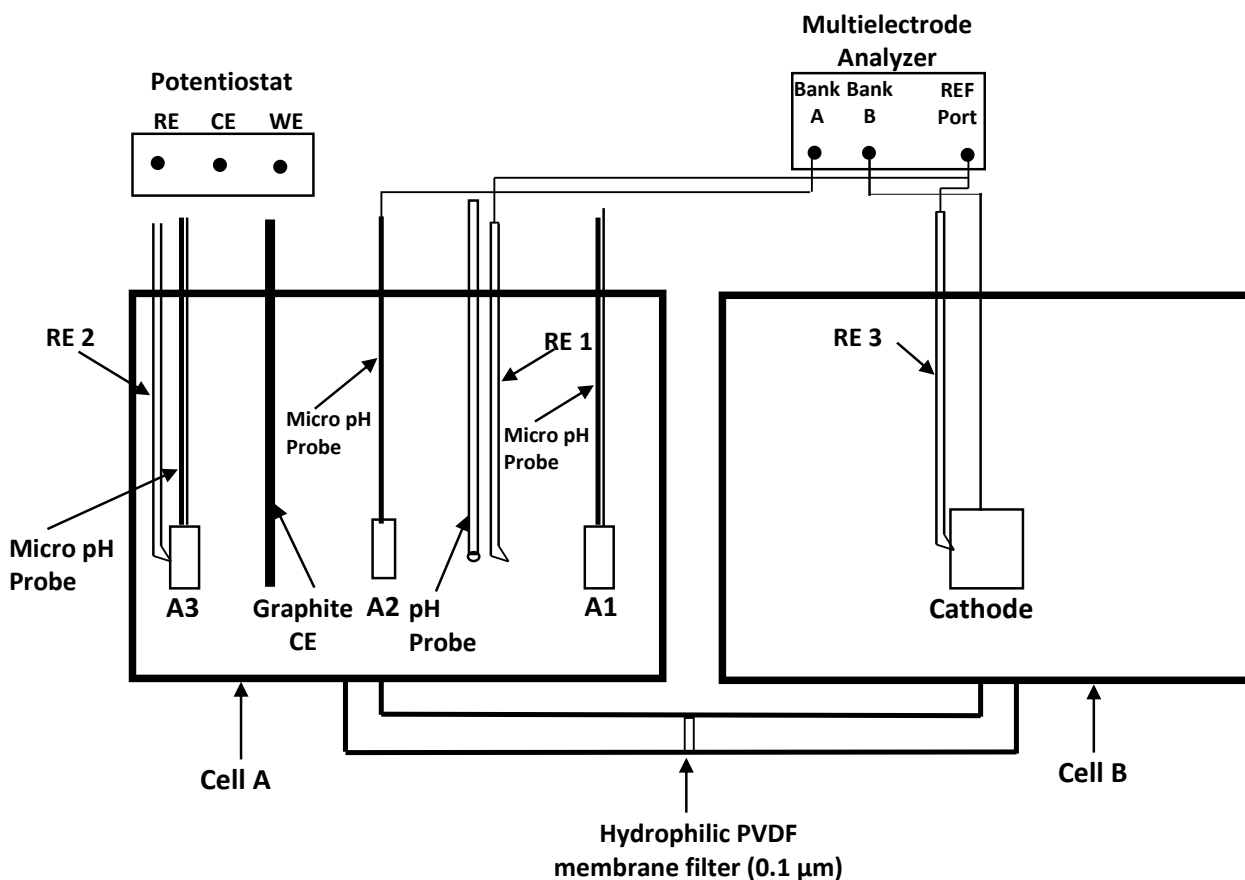 Multielectrode
Analyzer
Potentiostat
RE CE WE
Bank Bank REF
A B Port
RE 2
RE 1
RE 3
Micro pH
Probe
Micro pH
Probe
Micro pH
Probe
A3
Graphite
CE
A2
pH
Probe
A1
Cathode
Cell A
Cell B
Hydrophilic PVDF
membrane filter (0.1 µm)